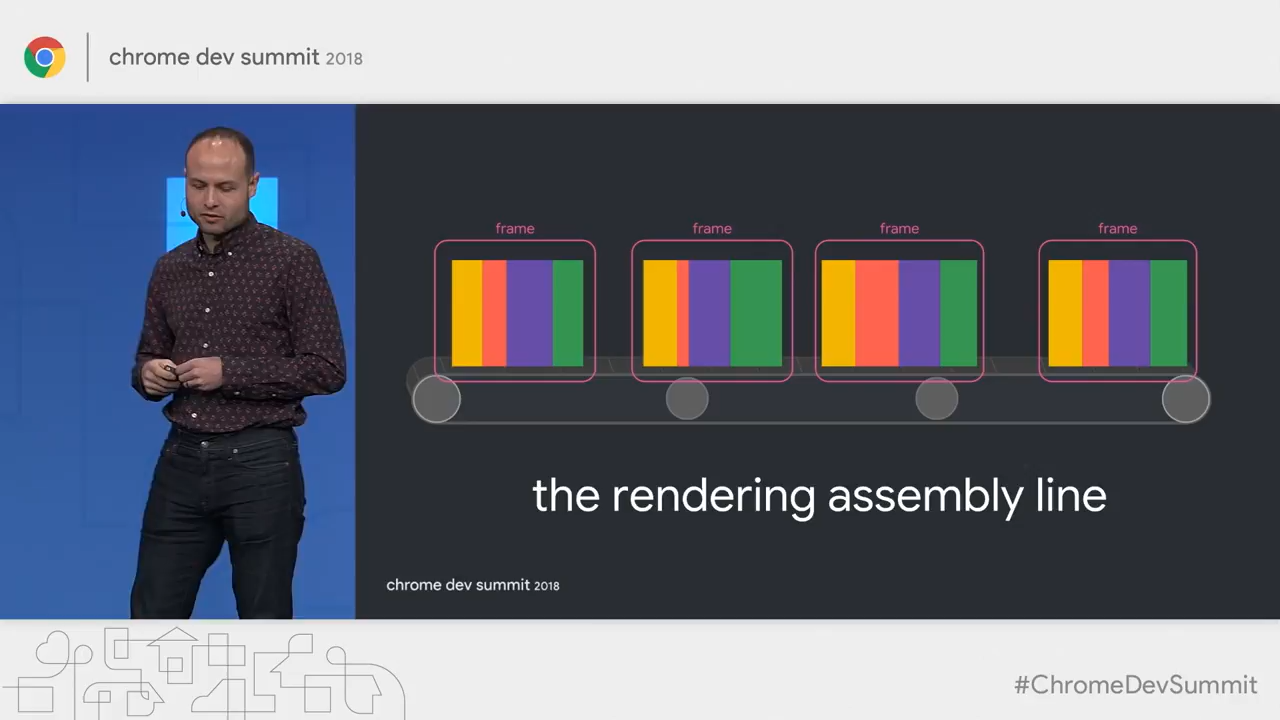 chrome dev summit 2018
frame
frame
frame
frame
the rendering assembly line
chrome dev summit 2018
#ChromeDevSummit